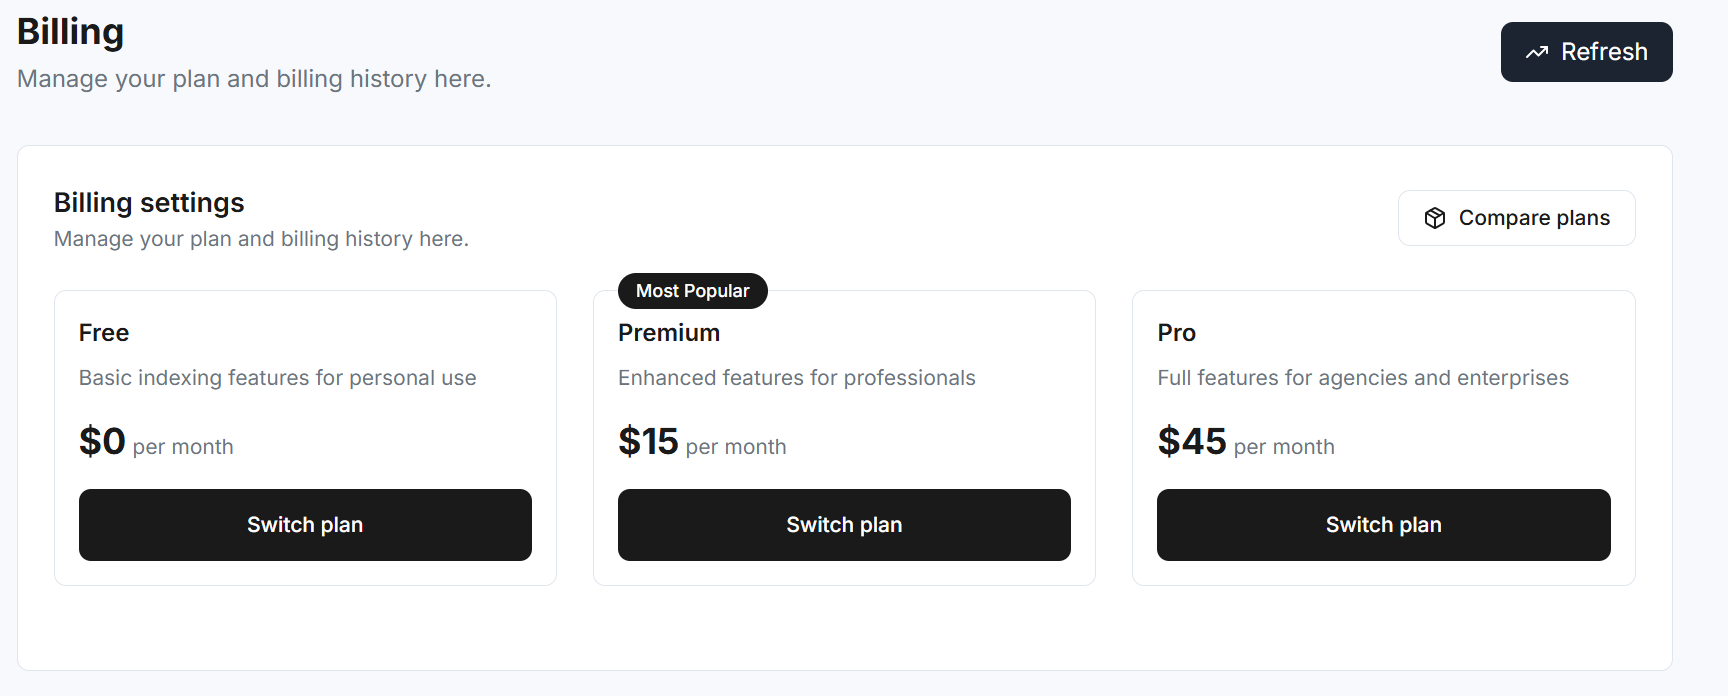 Billing
Manage your plan and billing history here.
Refresh
Billing settings
Manage your plan and billing history here.
Compare plans
Free
Basic indexing features for personal use
$0 per month
Switch plan
Most Popular
Premium
Enhanced features for professionals
$15 per month
Switch plan
Pro
Full features for agencies and enterprises
$45 per month
Switch plan